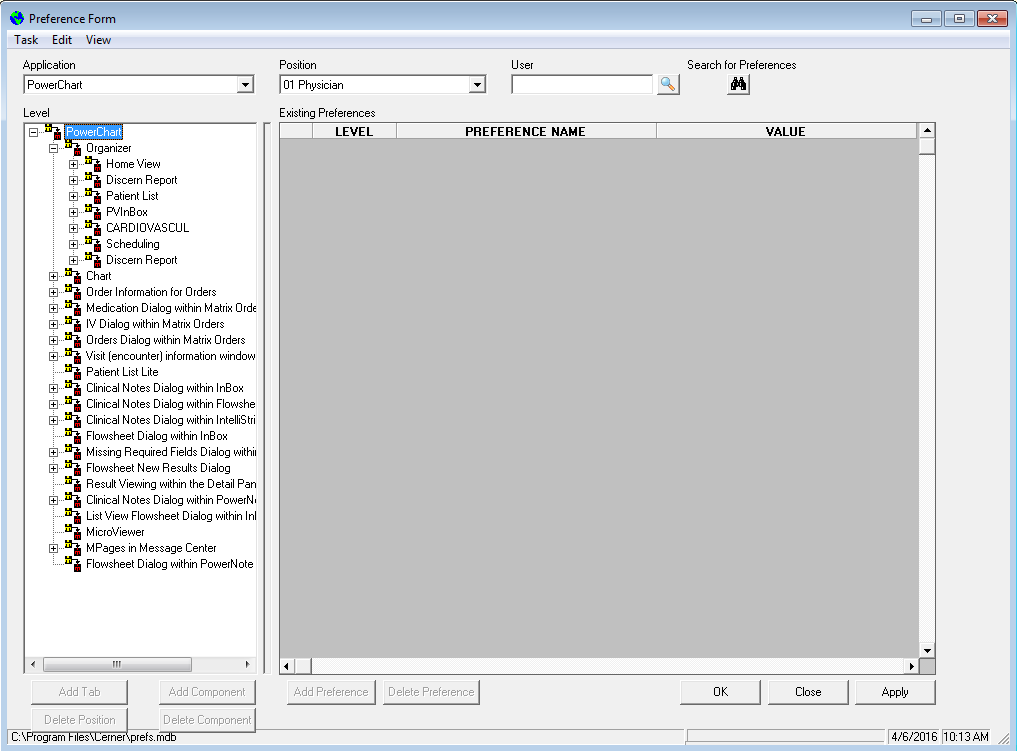 Preference Form
Task Edit View
Application Position User Search for Preferences
PowerChart 01 Physician
Level Existing Preferences
PowerChart
Organizer
Home View
Discern Report
Patient List
PVInBox
CARDIOVASCUL
Scheduling
Discern Report
Chart
Order Information for Orders
Medication Dialog within Matrix Orde
IV Dialog within Matrix Orders
Orders Dialog within Matrix Orders
Visit (encounter) information window
Patient List Lite
Clinical Notes Dialog within InBox
Clinical Notes Dialog within Flowshe
Clinical Notes Dialog within IntelliStri
Flowsheet Dialog within InBox
Missing Required Fields Dialog withi
Flowsheet New Results Dialog
Result Viewing within the Detail Pan
Clinical Notes Dialog within PowerN
List View Flowsheet Dialog within In
MicroViewer
MPages in Message Center
Flowsheet Dialog within PowerNote
LEVEL PREFERENCE NAME VALUE
Add Tab Add Component Add Preference Delete Preference OK Close Apply
Delete Position Delete Component
C:\Program Files\Cerner\prefs.mdb 4/6/2016 10:13 AM